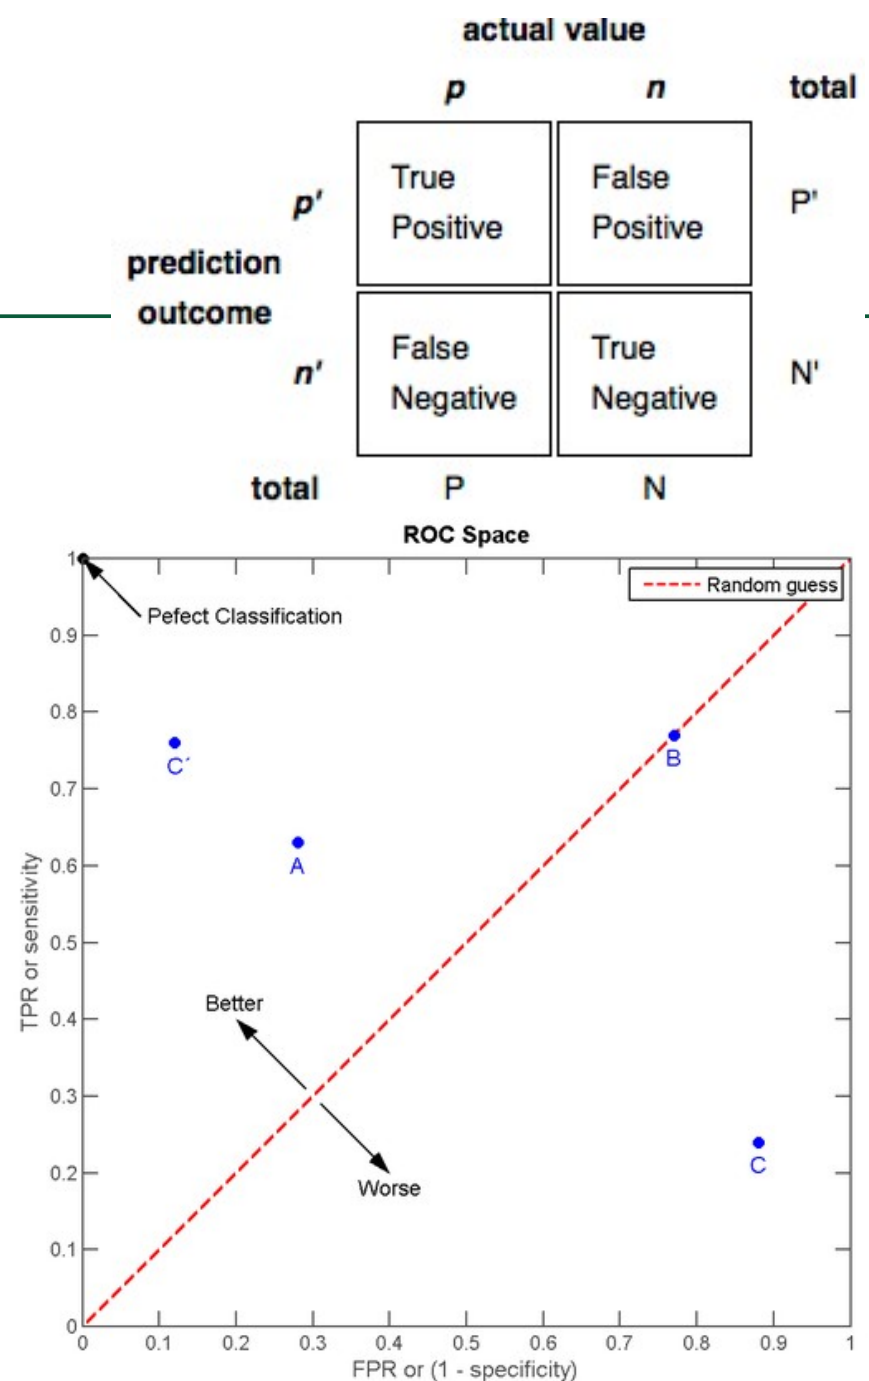 actual value
p n total
True False
p' Positive Positive P'
prediction
outcome
False True
n' Negative Negative N'
total P N
ROC Space
1
Random guess
Pefect Classification
0.9
0.8
B
C´
0.7
A
0.6
TPR or sensitivity
0.5
Better
0.4
0.3
C
0.2
Worse
0.1
0
0 0.1 0.2 0.3 0.4 0.5 0.6 0.7 0.8 0.9 1
FPR or (1 - specificity)